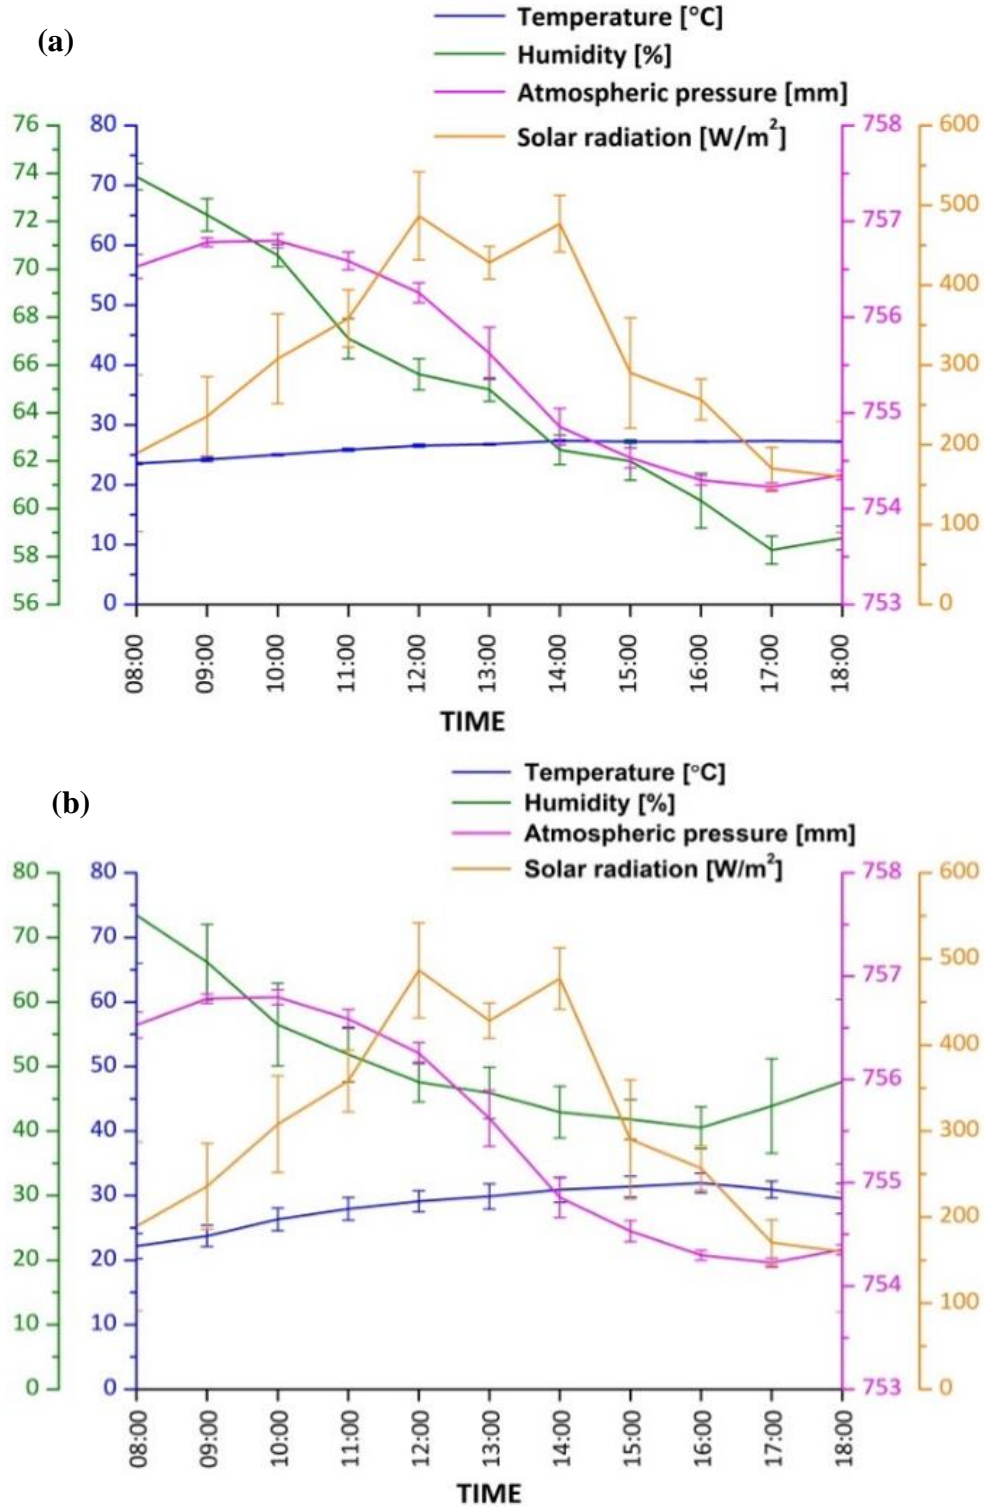 (a)
Temperature [°C]
Humidity [%]
Atmospheric pressure [mm]
Solar radiation [W/m²]
76 80 758 600
74 70 757 500
72 60 756 400
70 50 755 300
68 40 754 200
66 30 753 100
64 20 0
62 10
60 0
58
56
08:00 09:00 10:00 11:00 12:00 13:00 14:00 15:00 16:00 17:00 18:00
TIME
(b)
Temperature [°C]
Humidity [%]
Atmospheric pressure [mm]
Solar radiation [W/m²]
80 80 758 600
70 70 757 500
60 60 756 400
50 50 755 300
40 40 754 200
30 30 753 100
20 20 0
10 10
0 0
08:00 09:00 10:00 11:00 12:00 13:00 14:00 15:00 16:00 17:00 18:00
TIME